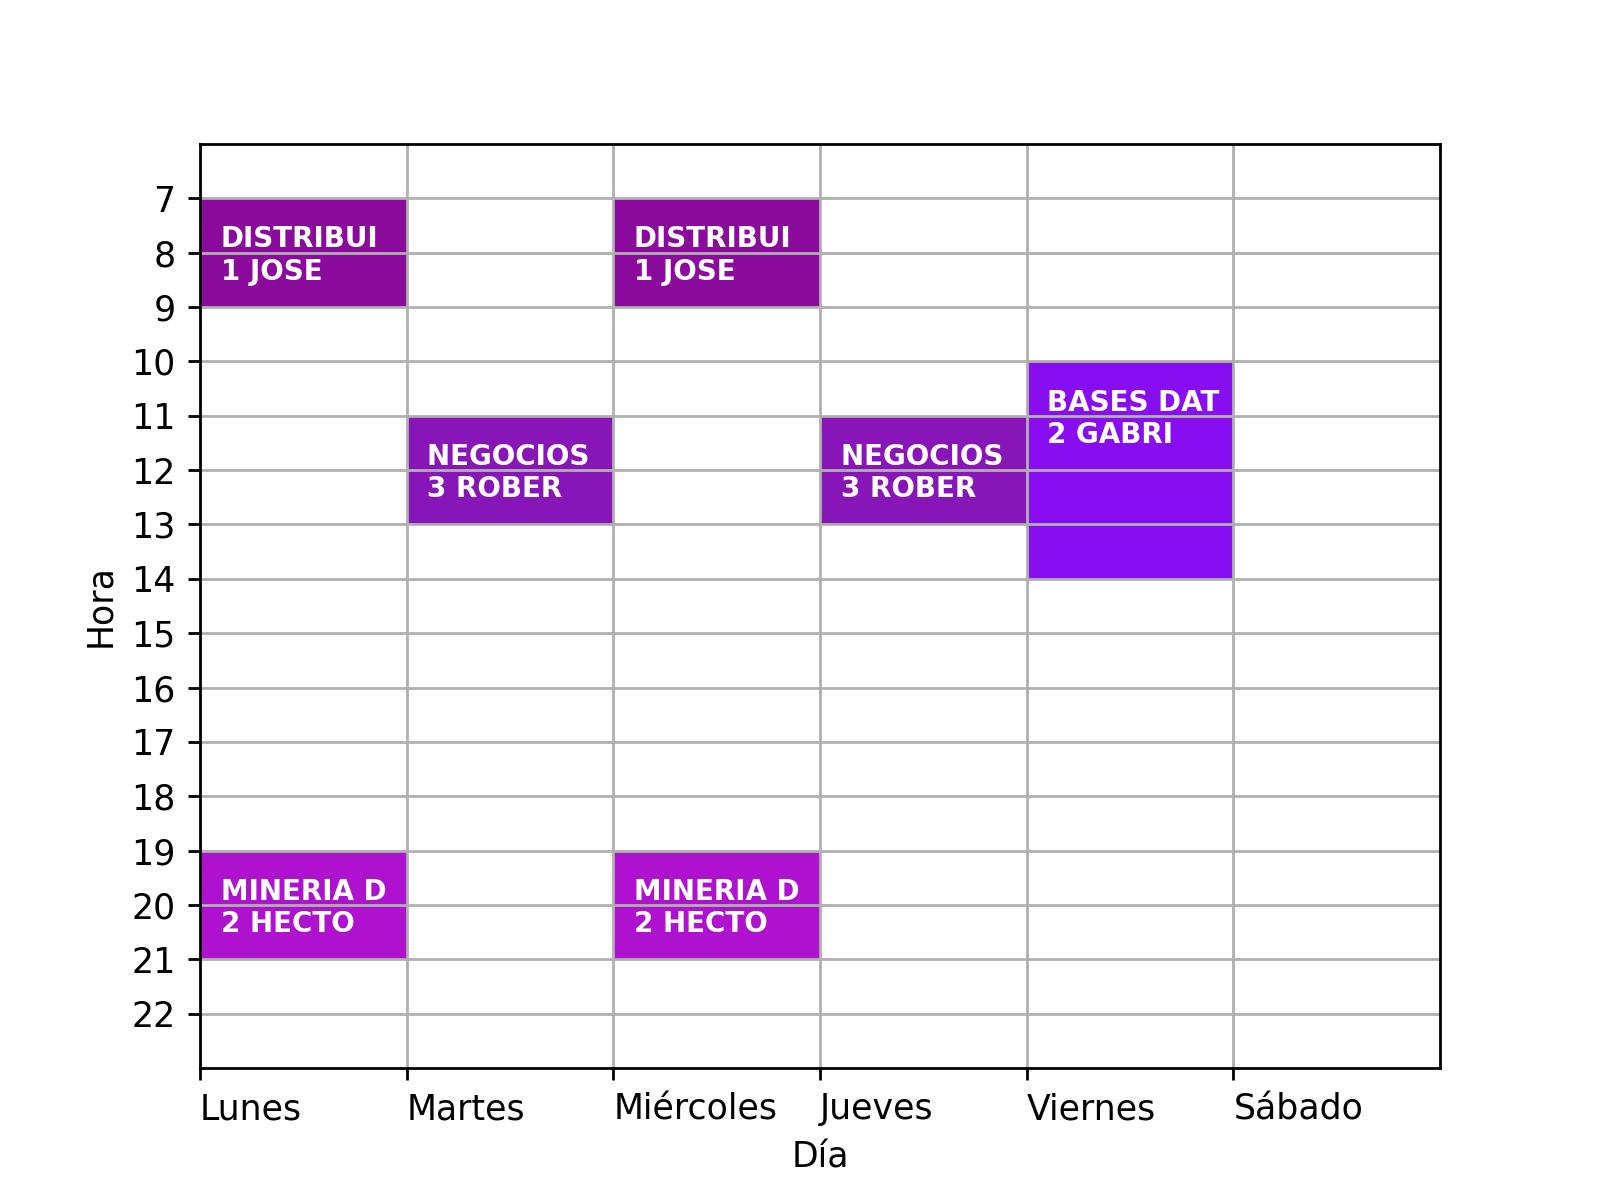 7
DISTRIBUI
1 JOSE
DISTRIBUI
1 JOSE
8
9
10
BASES DAT
2 GABRI
11
NEGOCIOS
3 ROBER
NEGOCIOS
3 ROBER
12
13
14
Hora
15
16
17
18
19
MINERIA D
2 HECTO
MINERIA D
2 HECTO
20
21
22
Lunes Martes Miércoles Jueves Viernes Sábado
Día